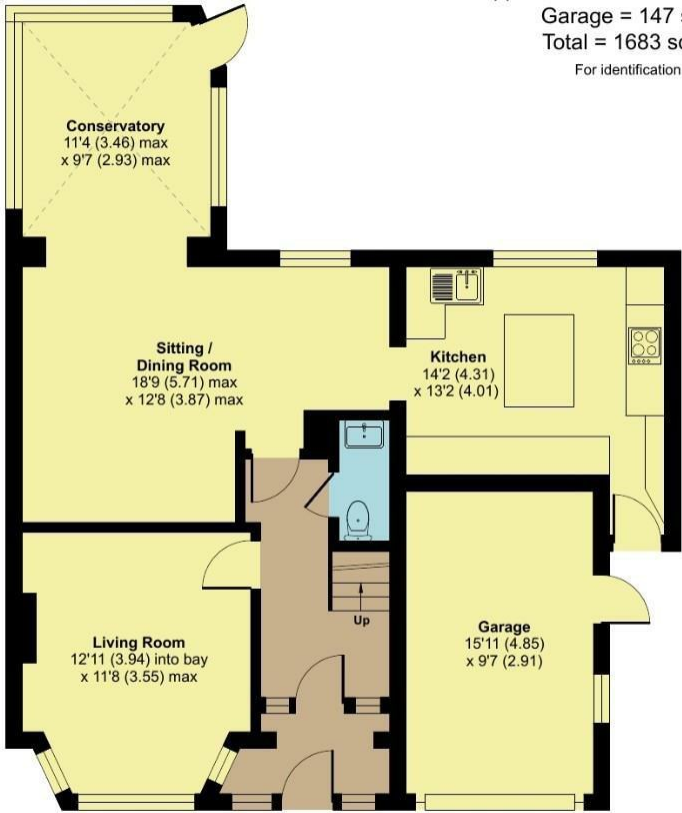 Garage = 147
Total = 1683
For identification
Conservatory
11'4 (3.46) max
x 9'7 (2.93) max
Sitting /
Dining Room
18'9 (5.71) max
x 12'8 (3.87) max
Kitchen
14'2 (4.31)
x 13'2 (4.01)
Living Room
12'11 (3.94) into bay
x 11'8 (3.55) max
Up
Garage
15'11 (4.85)
x 9'7 (2.91)